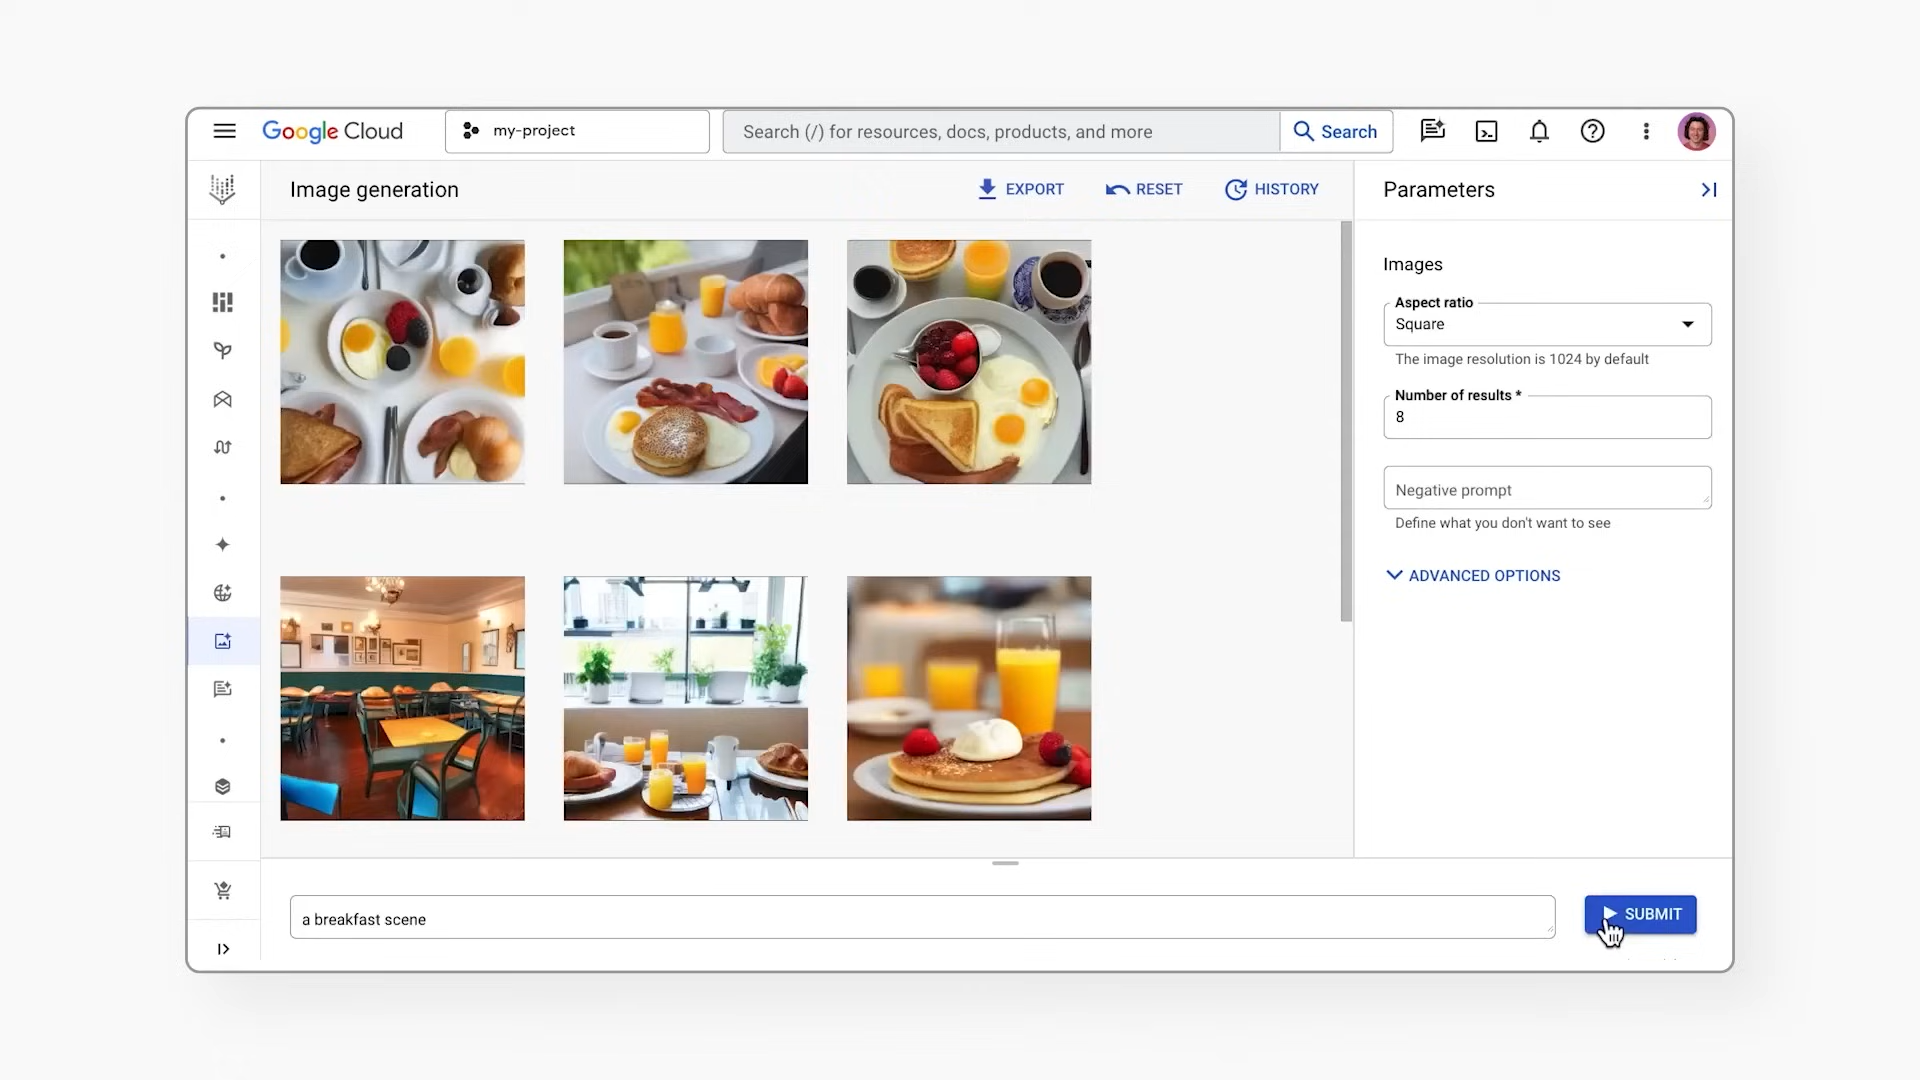 Google Cloud
my-project
Search (/) for resources, docs, products, and more
Search
Image generation
EXPORT
RESET
HISTORY
Parameters
Images
Aspect ratio
Square
The image resolution is 1024 by default
Number of results *
8
Negative prompt
Define what you don't want to see
ADVANCED OPTIONS
a breakfast scene
SUBMIT